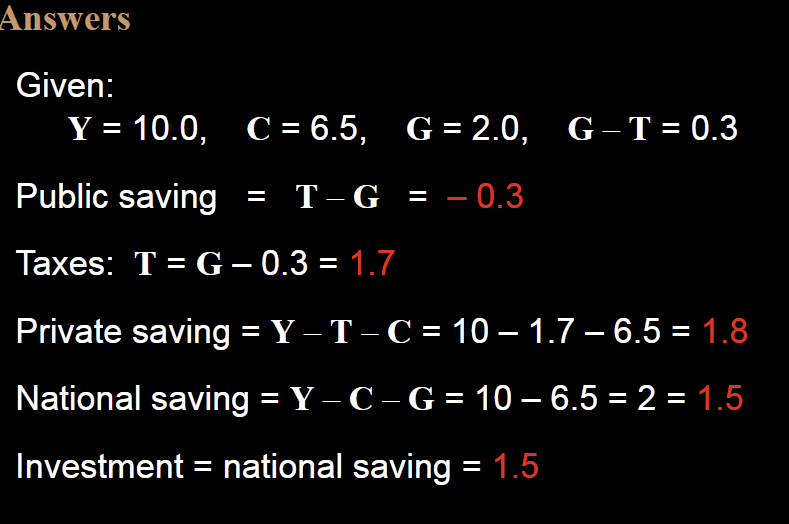 Answers
Given:
Y = 10.0, C = 6.5, G = 2.0, G – T = 0.3
Public saving = T – G = – 0.3
Taxes: T = G – 0.3 = 1.7
Private saving = Y – T – C = 10 – 1.7 – 6.5 = 1.8
National saving = Y – C – G = 10 – 6.5 = 2 = 1.5
Investment = national saving = 1.5